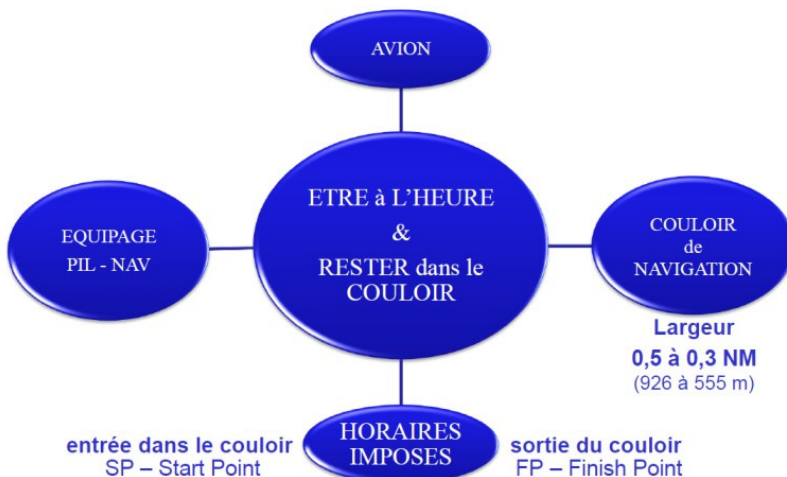 AVION
ETRE à L'HEURE
&
RESTER dans le
COULOIR
EQUIPAGE
PIL - NAV
COULOIR
de
NAVIGATION
Largeur
0,5 à 0,3 NM
(926 à 555 m)
HORAIRES
IMPOSES
entrée dans le couloir
SP – Start Point
sortie du couloir
FP – Finish Point